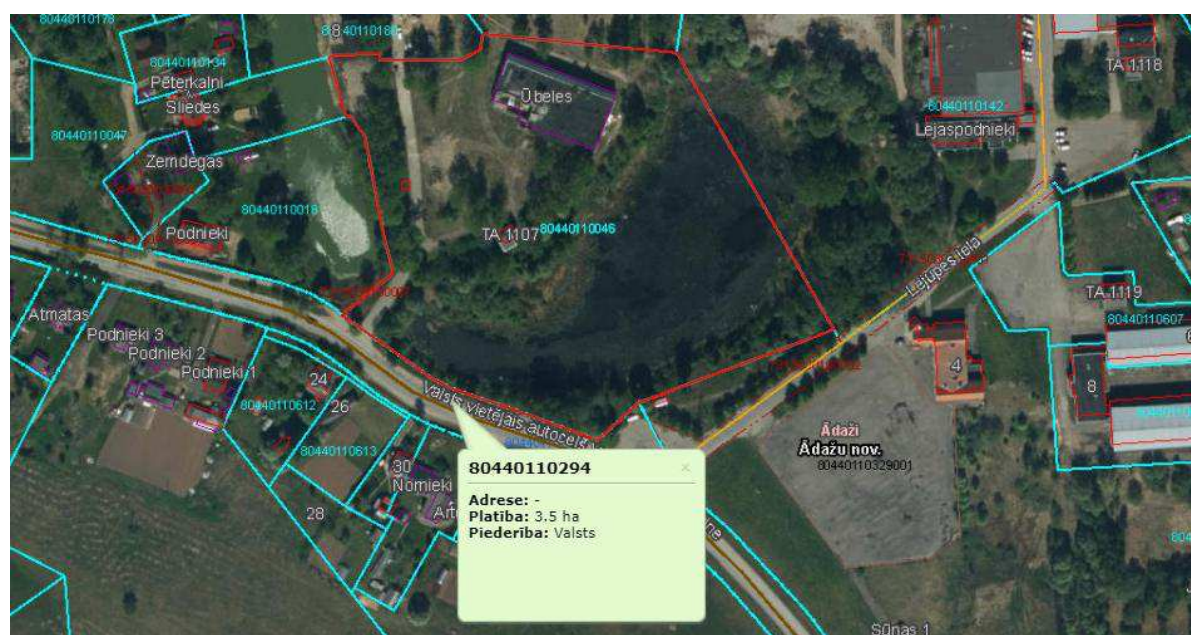 80440110178
8
80440110180
80440110134
Pēterkalni
Sliedes
Ūbeles
TA 1118
80440110142
Lejaspodnieki
80440110047
Zemdegas
80440110018
Podnieki
TA 1107
80440110046
Lejupes iela
TA 1119
80440110607
Atmatas
Podnieki 3
Podnieki 2
Podnieki 1
24
80440110612
26
80440110613
30
Nomieki
28
Valsts vietējais autoceļš
4
8
Ādaži
Ādažu nov.
80440110329001
80440110294
×
Adrese: -
Platība: 3.5 ha
Piederība: Valsts
Sūnas 1